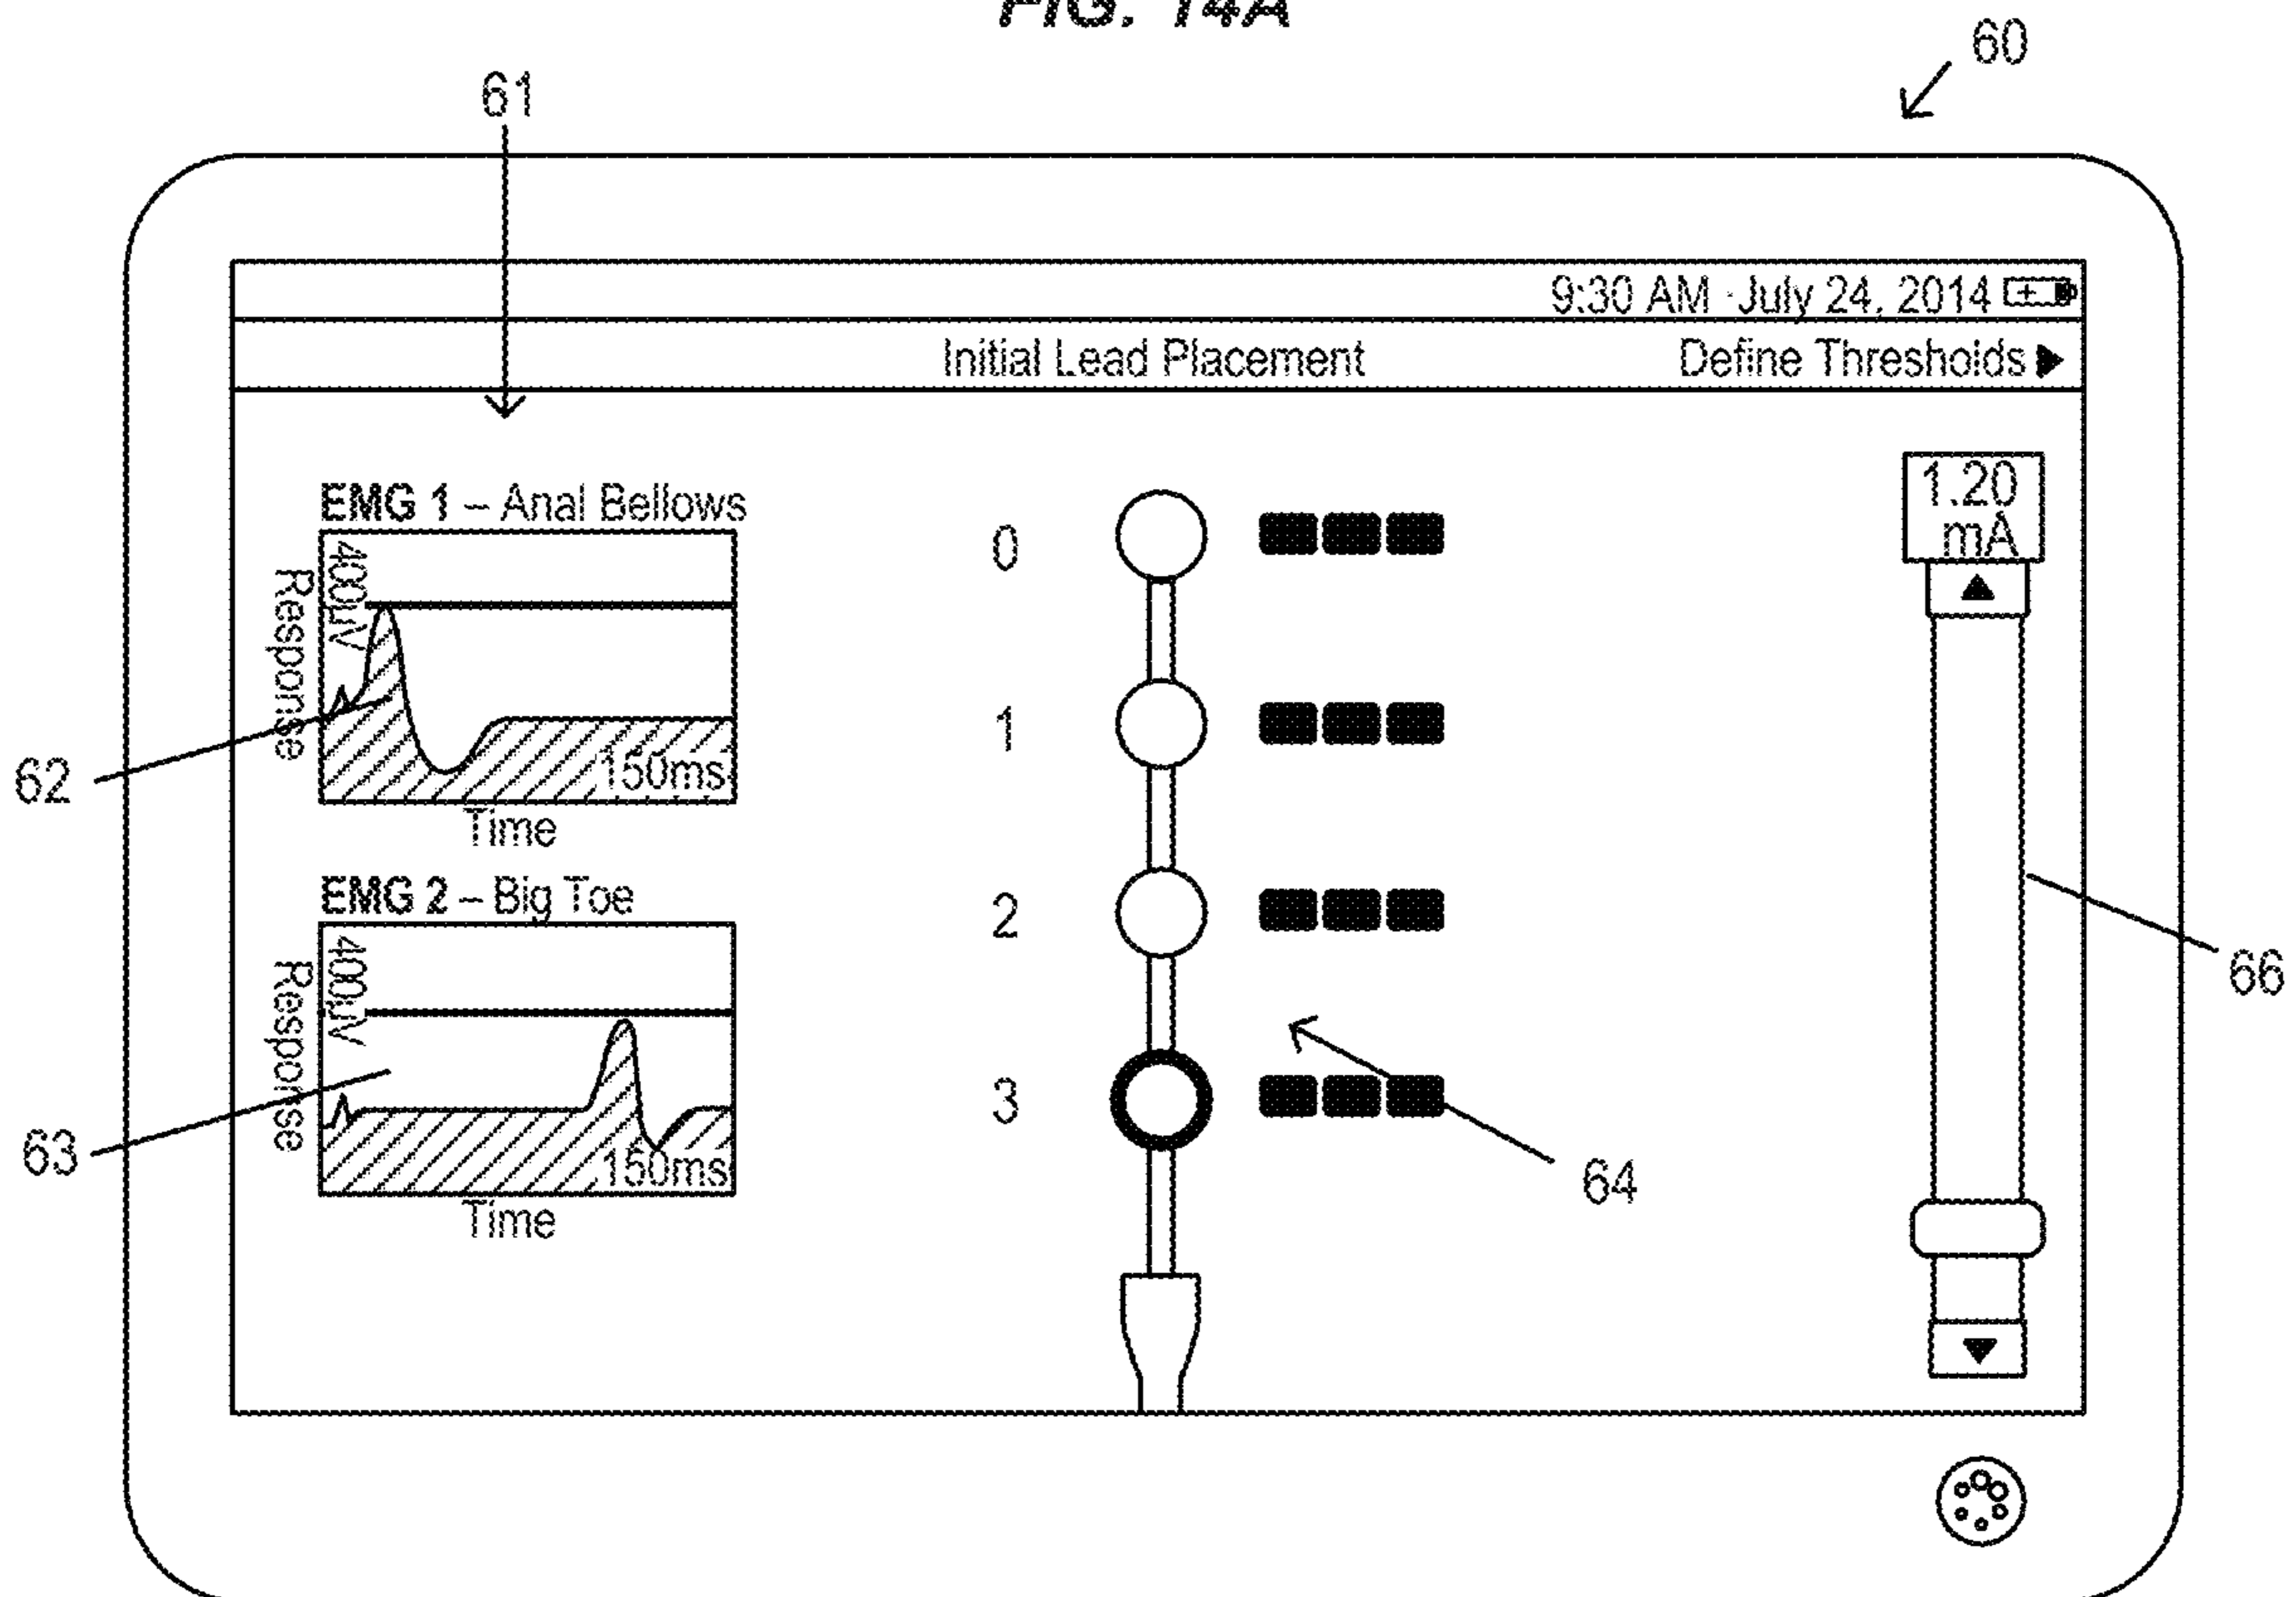 FIG. 14A
60
61
9:30 AM July 24, 2014
Initial Lead Placement
Define Thresholds
EMG 1 – Anal Bellows
400µV
Response
150ms
Time
62
EMG 2 – Big Toe
400µV
Response
150ms
Time
63
0
1
2
3
64
1.20
mA
66